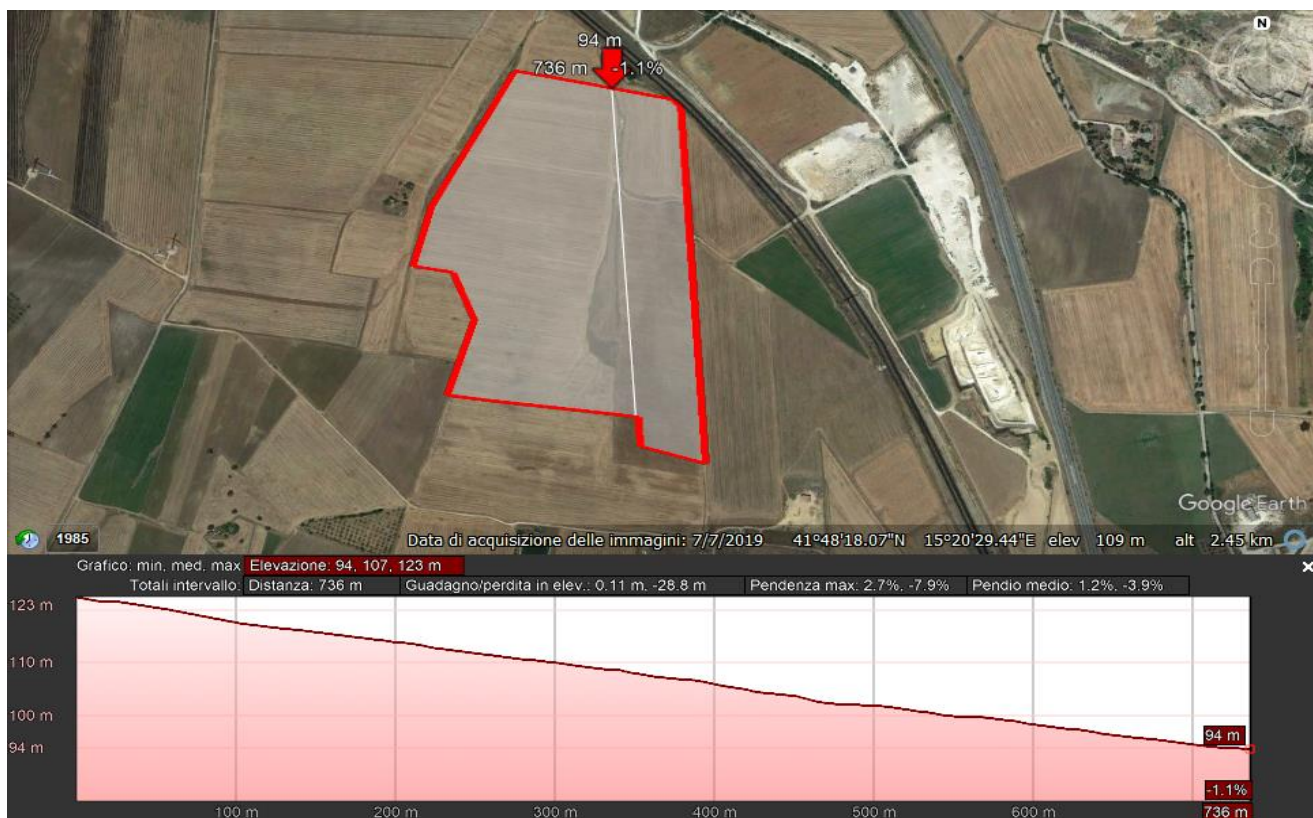 N
94 m
736 m -1.1%
Google Earth
1985 Data di acquisizione delle immagini: 7/7/2019 41°48'18.07"N 15°20'29.44"E elev 109 m alt 2.45 km
Grafico: min, med, max Elevazione: 94, 107, 123 m
Totali intervallo: Distanza: 736 m Guadagno/perdita in elev.: 0.11 m, -28.8 m Pendenza max: 2.7%, -7.9% Pendio medio: 1.2%, -3.9%
123 m
110 m
100 m
94 m
94 m
-1.1%
100 m 200 m 300 m 400 m 500 m 600 m 736 m